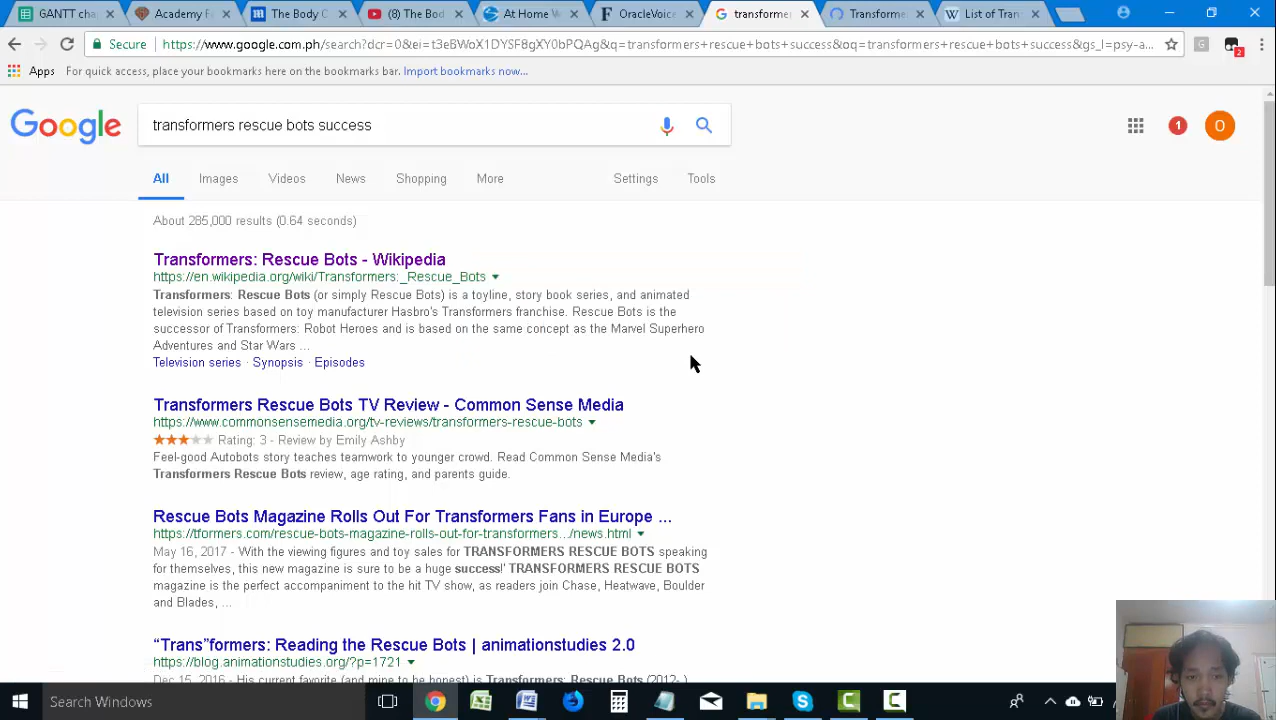 GANTT cha
Academy F
The Body C
(1) The Bod
At Home V
OracleVoice
transforme
Transforme
List of Tran
Secure https://www.google.com.ph/search?dcr=0&ei=t3eBWoX1DYSF8gXY0bPQAg&q=transformers+rescue+bots+success&oq=transformers+rescue+bots+success&gs_l=psy-a...
G
2
Apps For quick access, place your bookmarks here on the bookmarks bar. Import bookmarks now...
Google
transformers rescue bots success
1
O
All Images Videos News Shopping More Settings Tools
About 285,000 results (0.64 seconds)
Transformers: Rescue Bots - Wikipedia
https://en.wikipedia.org/wiki/Transformers:_Rescue_Bots
Transformers: Rescue Bots (or simply Rescue Bots) is a toyline, story book series, and animated
television series based on toy manufacturer Hasbro's Transformers franchise. Rescue Bots is the
successor of Transformers: Robot Heroes and is based on the same concept as the Marvel Superhero
Adventures and Star Wars ...
Television series · Synopsis · Episodes
Transformers Rescue Bots TV Review - Common Sense Media
https://www.commonsensemedia.org/tv-reviews/transformers-rescue-bots
Rating: 3 - Review by Emily Ashby
Feel-good Autobots story teaches teamwork to younger crowd. Read Common Sense Media's
Transformers Rescue Bots review, age rating, and parents guide.
Rescue Bots Magazine Rolls Out For Transformers Fans in Europe ...
https://tformers.com/rescue-bots-magazine-rolls-out-for-transformers.../news.html
May 16, 2017 - With the viewing figures and toy sales for TRANSFORMERS RESCUE BOTS speaking
for themselves, this new magazine is sure to be a huge success!' TRANSFORMERS RESCUE BOTS
magazine is the perfect accompaniment to the hit TV show, as readers join Chase, Heatwave, Boulder
and Blades, ...
“Trans”formers: Reading the Rescue Bots | animationstudies 2.0
https://blog.animationstudies.org/?p=1721
Dec 15, 2016 - His current favorite (and mine to be honest) is Transformers: Rescue Bots (2012- )
Search Windows